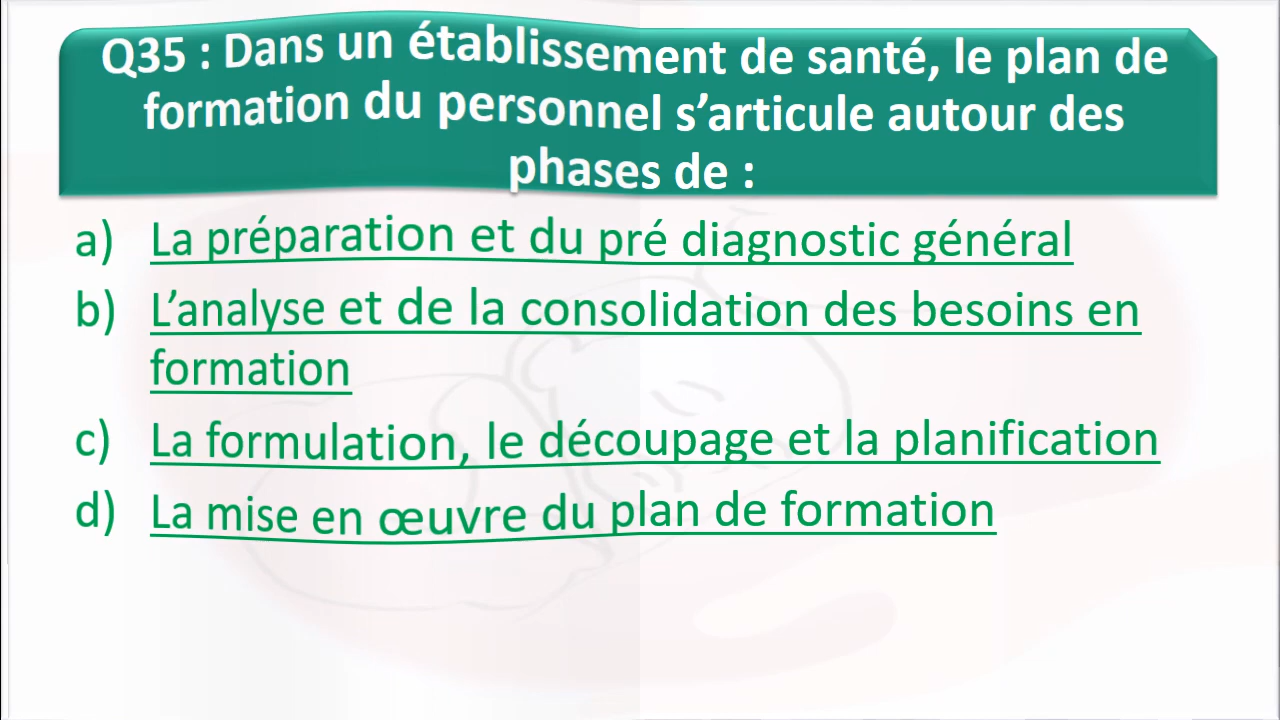 Q35 : Dans un établissement de santé, le plan de
formation du personnel s’articule autour des
phases de :
a) La préparation et du pré diagnostic général
b) L’analyse et de la consolidation des besoins en
formation
c) La formulation, le découpage et la planification
d) La mise en œuvre du plan de formation